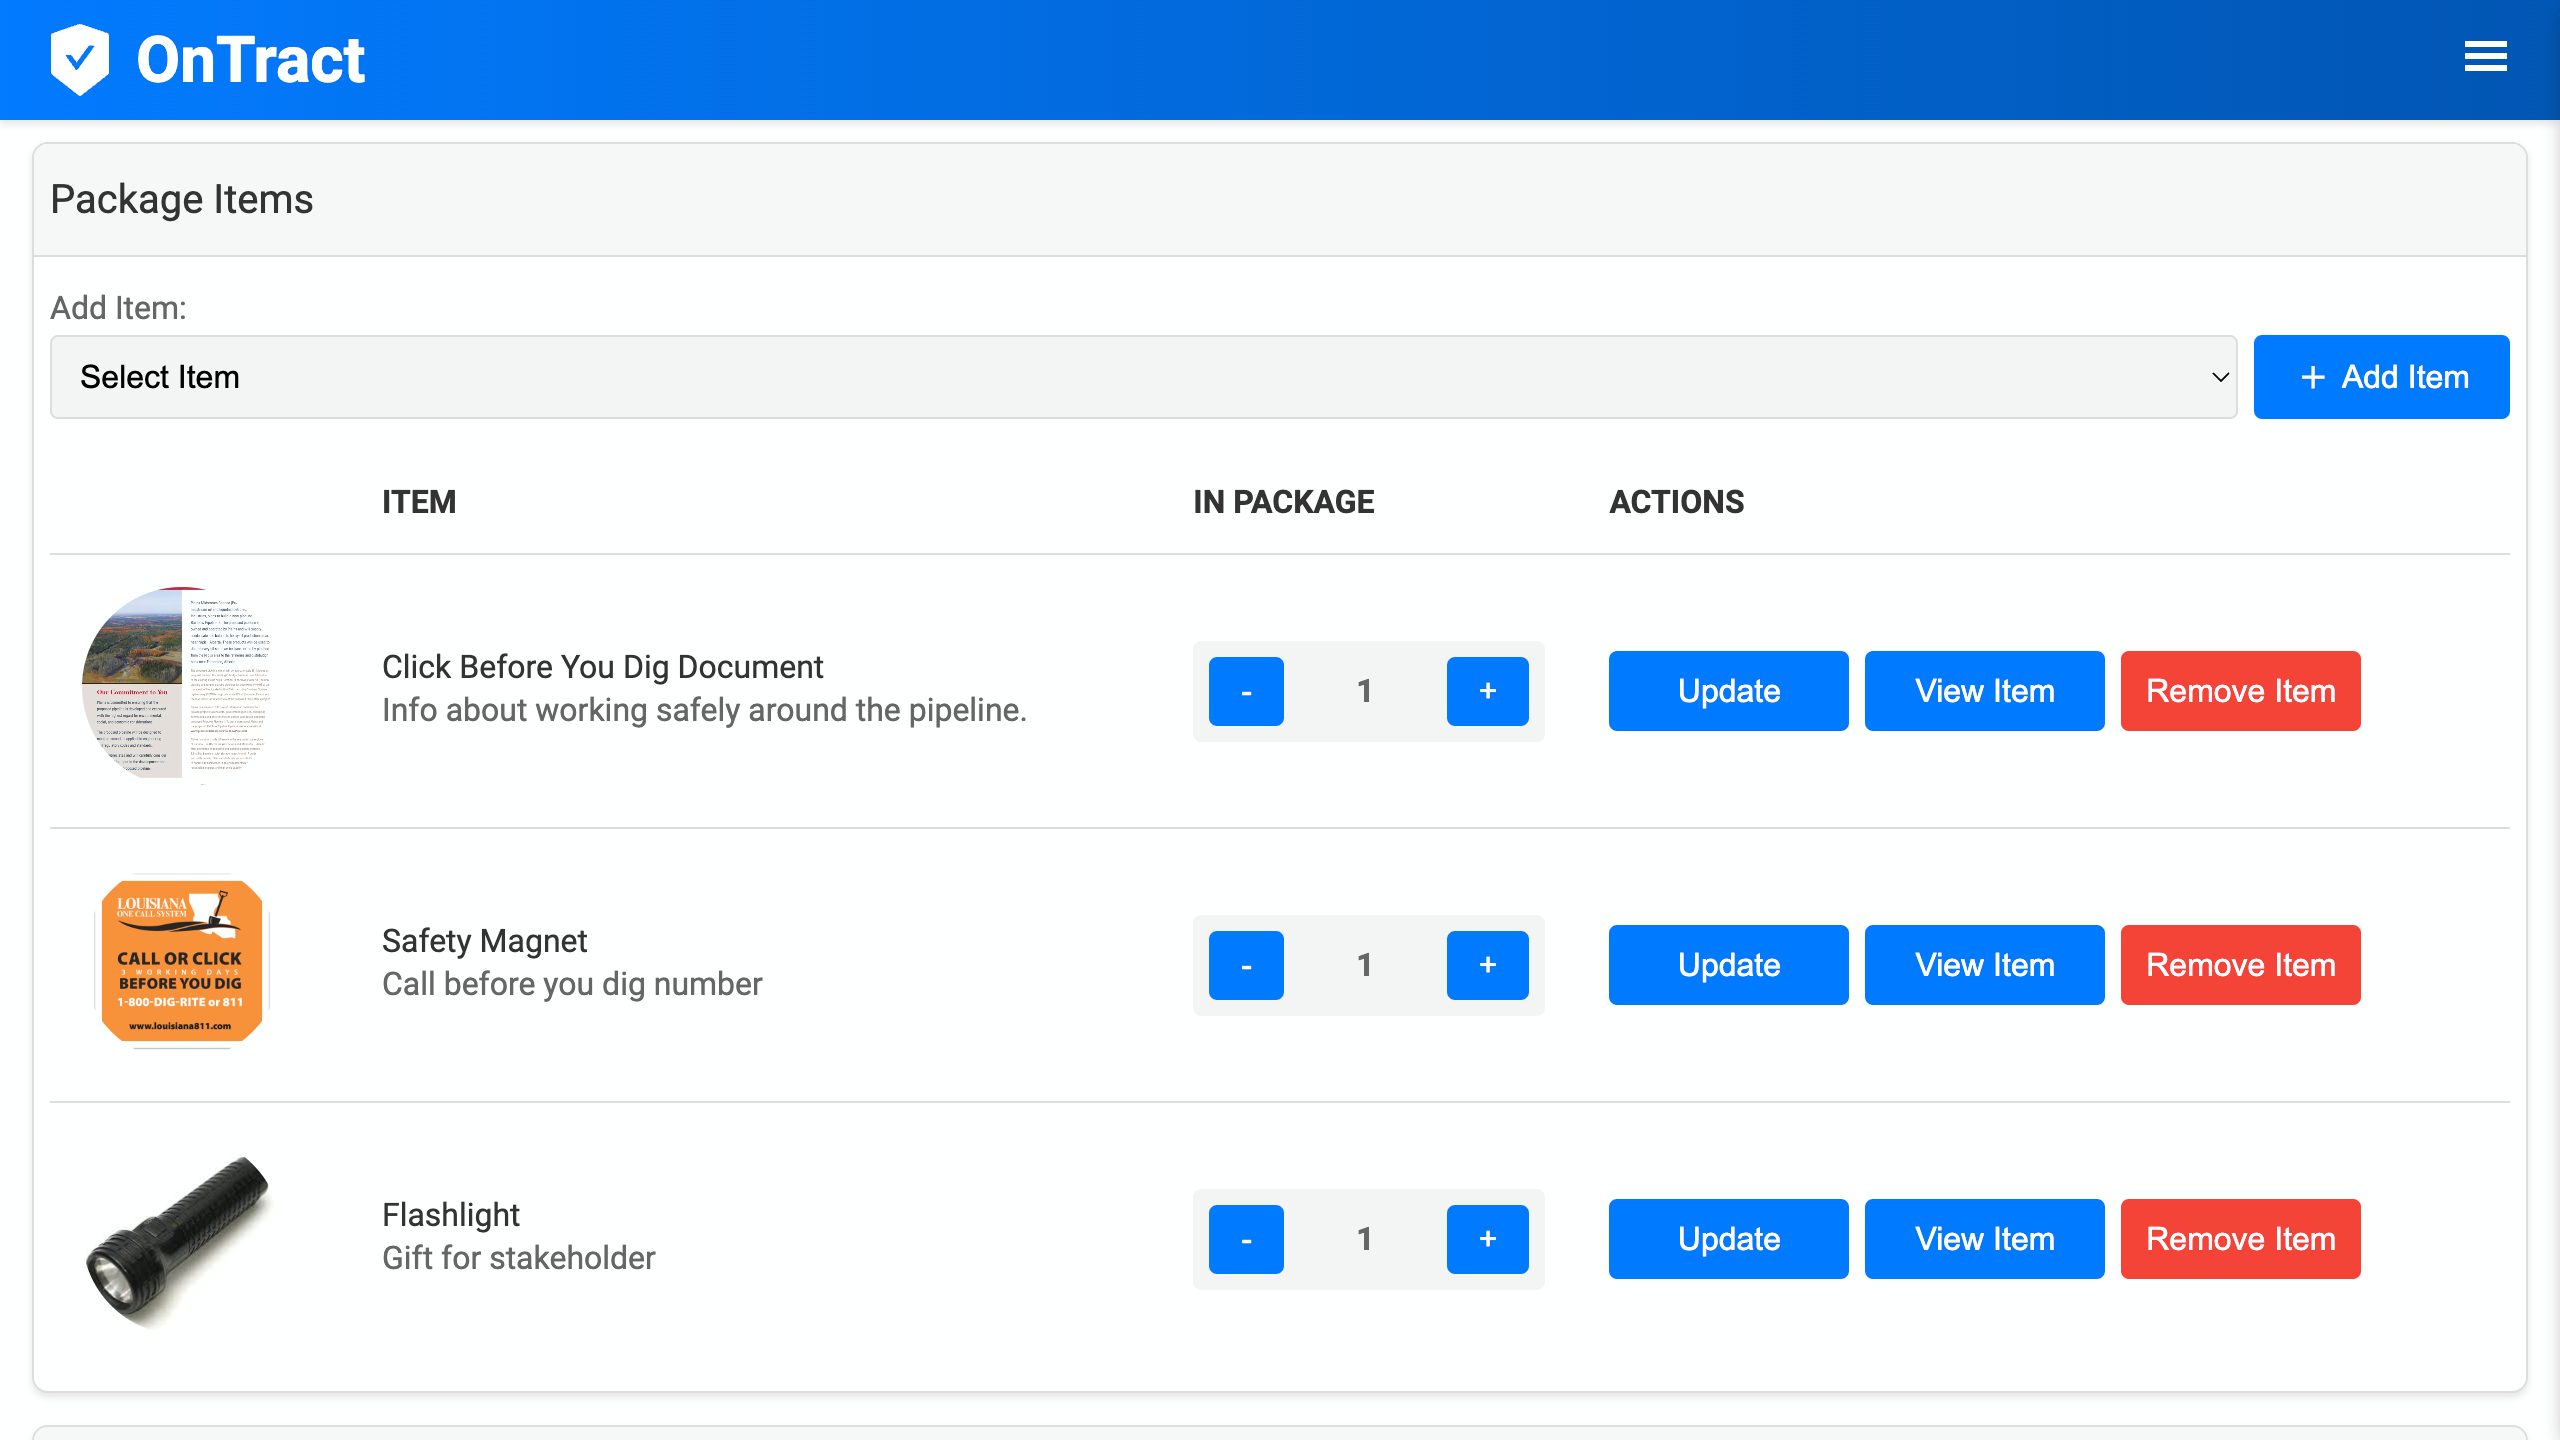 OnTract
Package Items
Add Item:
Select Item
+ Add Item
ITEM
IN PACKAGE
ACTIONS
Our Commitment to You
Click Before You Dig Document
Info about working safely around the pipeline.
-
1
+
Update
View Item
Remove Item
LOUISIANA
ONE CALL SYSTEM
CALL OR CLICK
3 WORKING DAYS
BEFORE YOU DIG
1-800-DIG-RITE or 811
www.louisiana811.com
Safety Magnet
Call before you dig number
-
1
+
Update
View Item
Remove Item
Flashlight
Gift for stakeholder
-
1
+
Update
View Item
Remove Item